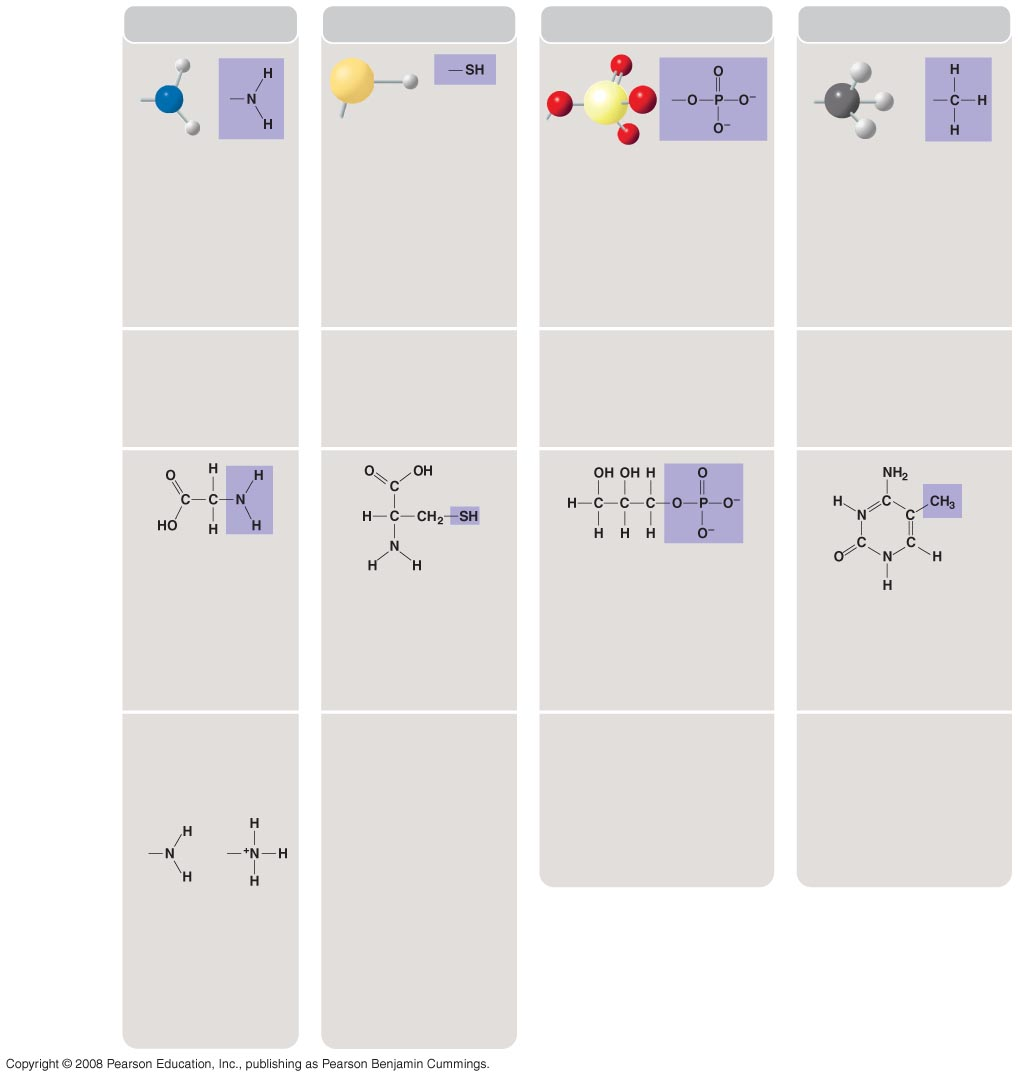 H
—N
H
—SH
O
—O—P—O−
O−
H
—C—H
H
O H H
C—C—N
HO H H
O OH
C
H—C—CH2—SH
N
H H
OH OH H O
H—C—C—C—O—P—O−
H H H O−
NH2
H C CH3
N C
C C
O N H
H
H
—N
H
H
—+N—H
H
Copyright © 2008 Pearson Education, Inc., publishing as Pearson Benjamin Cummings.